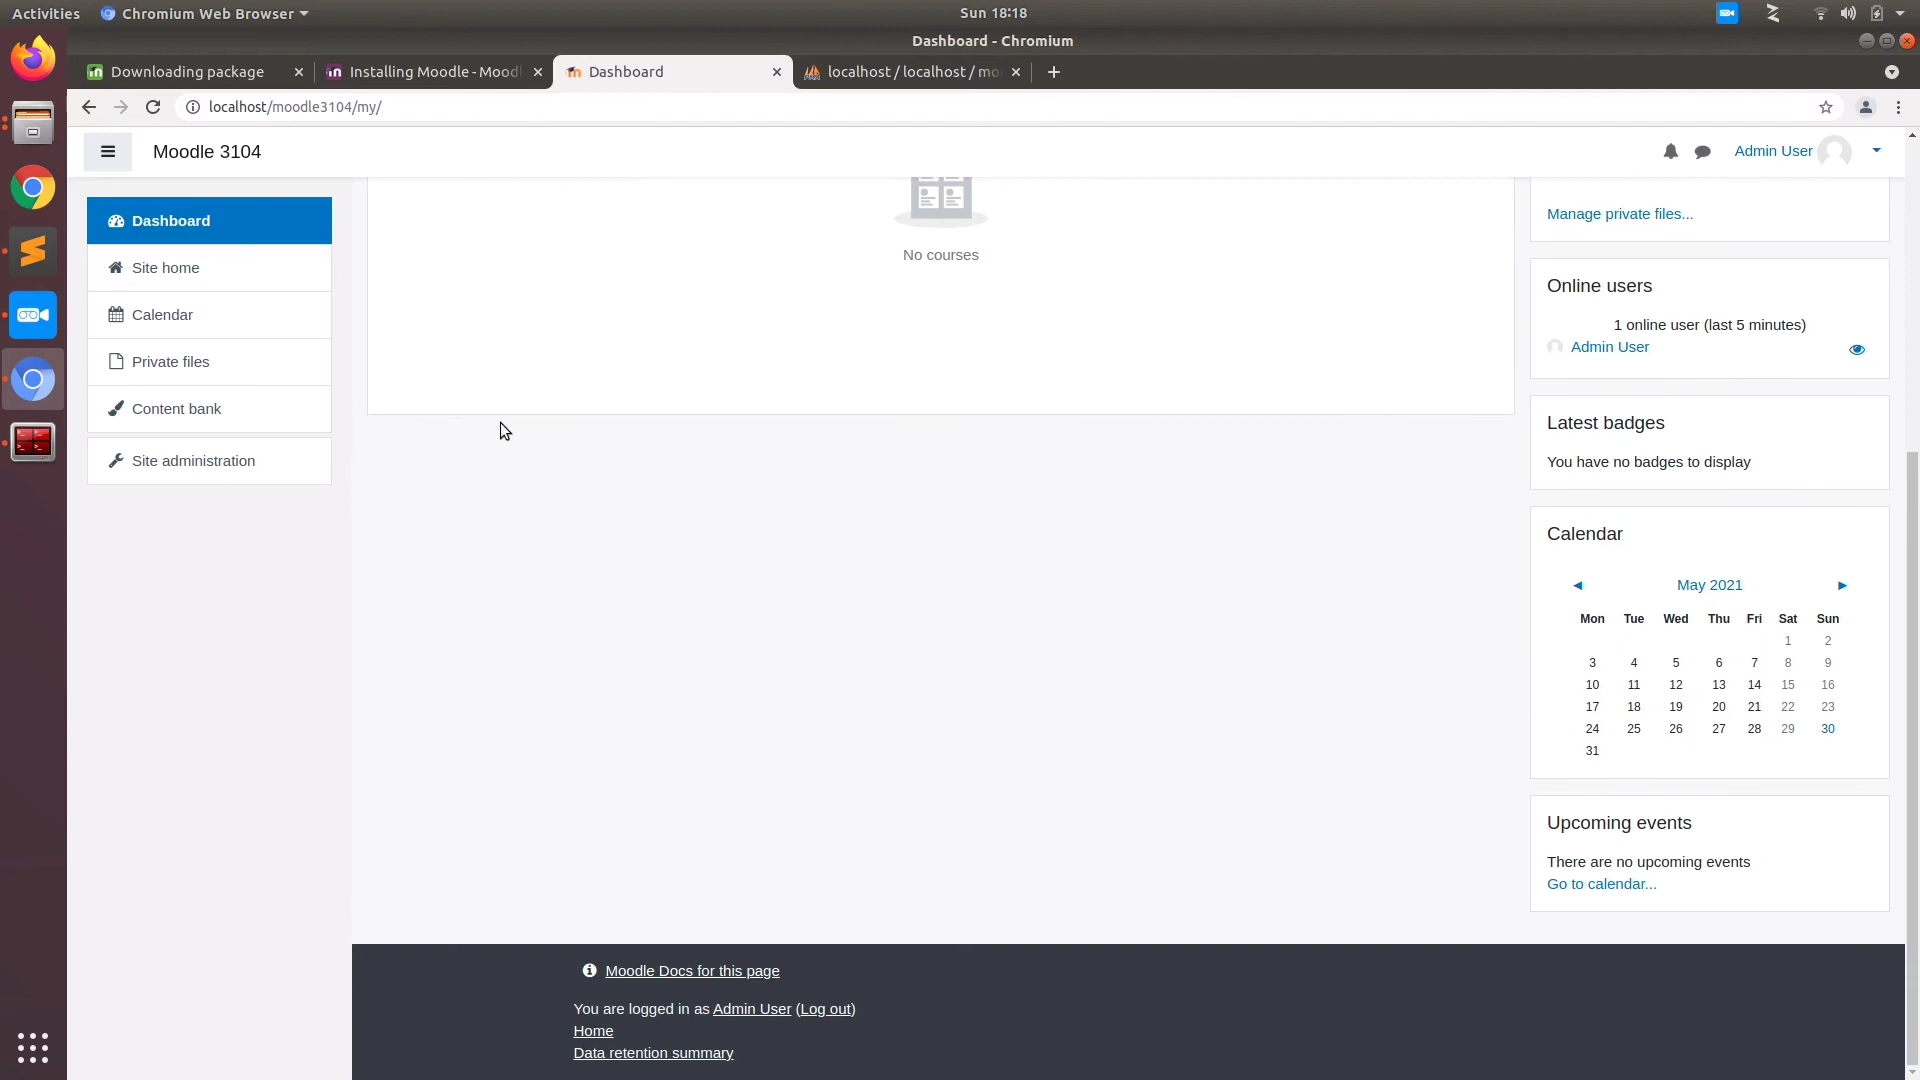 Activities
Chromium Web Browser
Sun 18:18
Dashboard - Chromium
Downloading package
Installing Moodle - Mood
Dashboard
localhost / localhost / mo
localhost/moodle3104/my/
Moodle 3104
Admin User
Dashboard
Site home
Calendar
Private files
Content bank
Site administration
No courses
Manage private files...
Online users
1 online user (last 5 minutes)
Admin User
Latest badges
You have no badges to display
Calendar
◄ May 2021 ►
Mon Tue Wed Thu Fri Sat Sun
1 2
3 4 5 6 7 8 9
10 11 12 13 14 15 16
17 18 19 20 21 22 23
24 25 26 27 28 29 30
31
Upcoming events
There are no upcoming events
Go to calendar...
Moodle Docs for this page
You are logged in as Admin User (Log out)
Home
Data retention summary